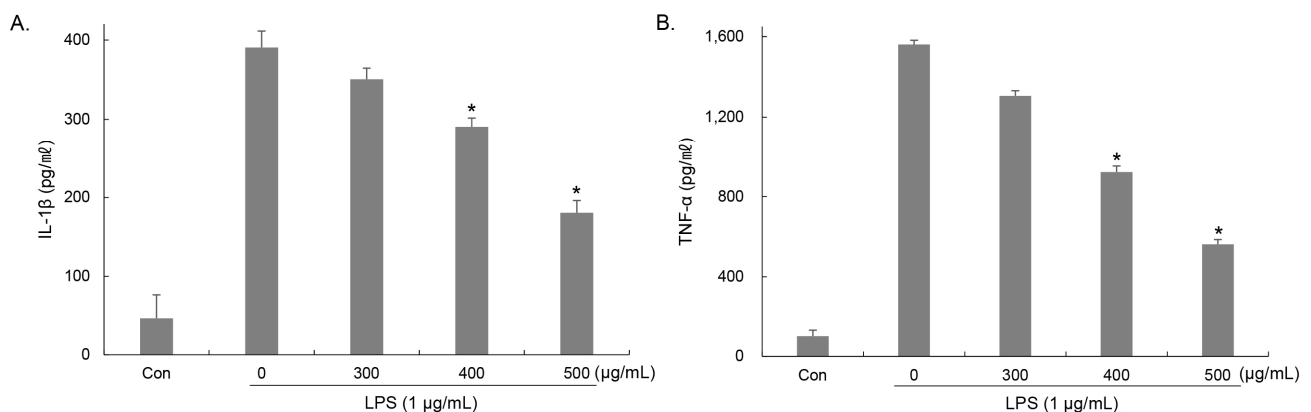 A.
IL-1β (pg/㎖)
400
300
200
100
0
*
*
Con
0
300
400
500 (μg/mL)
LPS (1 μg/mL)
B.
TNF-α (pg/㎖)
1,600
1,200
800
400
0
*
*
Con
0
300
400
500 (μg/mL)
LPS (1 μg/mL)